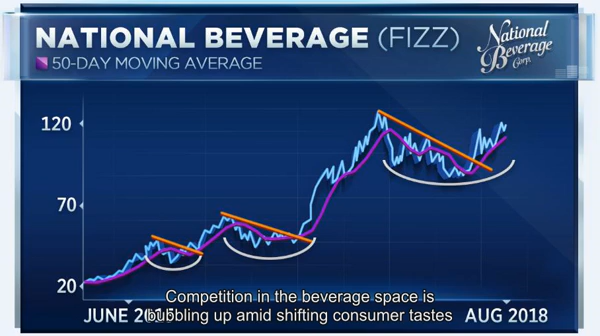 NATIONAL BEVERAGE (FIZZ)
National
Beverage
Corp.
50-DAY MOVING AVERAGE
120
70
20
Competition in the beverage space is
bubbling up amid shifting consumer tastes
JUNE
AUG 2018